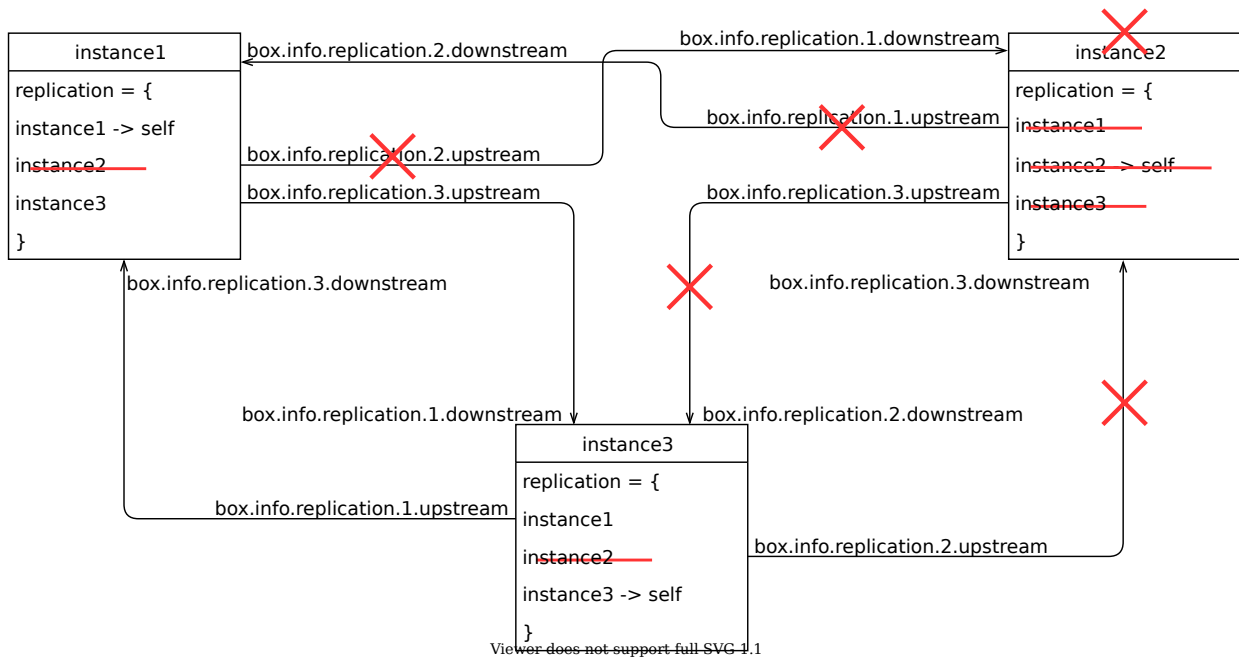 instance1
replication = {
instance1 -> self
instance2
instance3
}
box.info.replication.2.downstream
box.info.replication.2.upstream
box.info.replication.3.upstream
box.info.replication.3.downstream
box.info.replication.1.downstream
box.info.replication.1.upstream
box.info.replication.3.upstream
box.info.replication.3.downstream
instance2
replication = {
instance1
instance2 -> self
instance3
}
box.info.replication.1.downstream
box.info.replication.2.downstream
box.info.replication.1.upstream
instance3
replication = {
instance1
instance2
instance3 -> self
}
box.info.replication.2.upstream
Viewer does not support full SVG 1.1